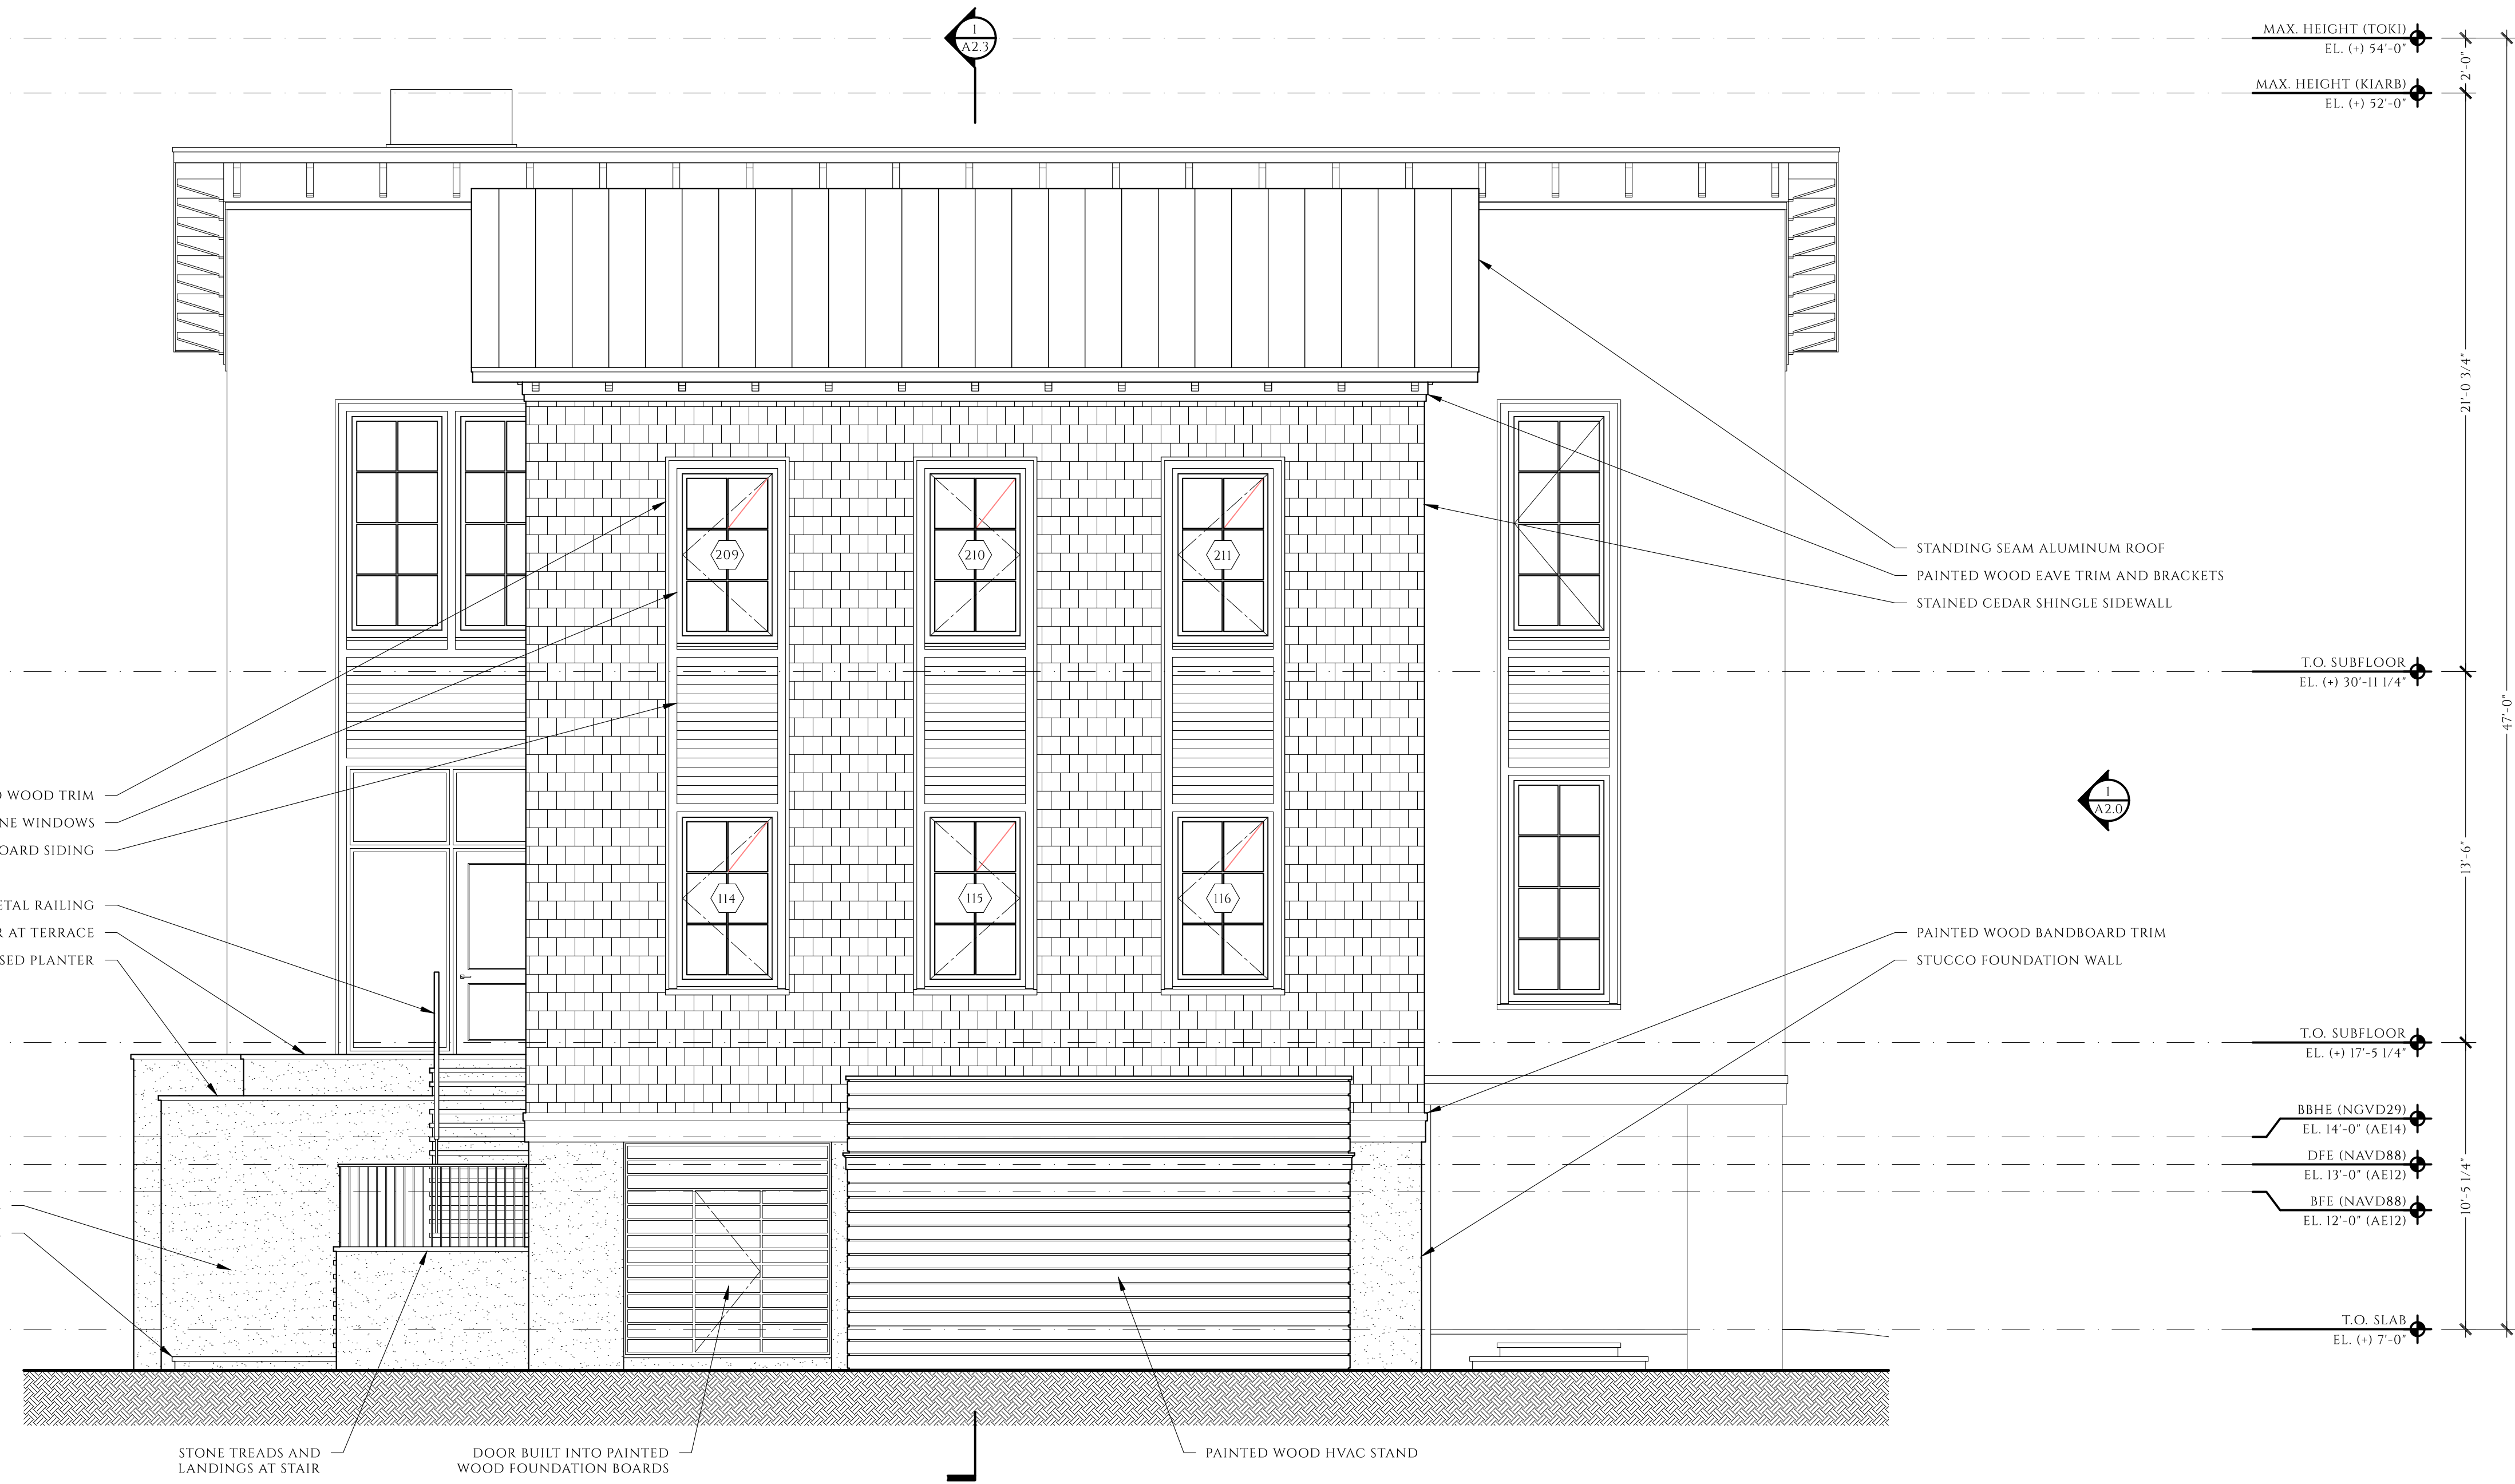 1
A2.3
MAX. HEIGHT (TOKI)
EL. (+) 54'-0"
2'-0"
MAX. HEIGHT (KIARB)
EL. (+) 52'-0"
21'-0 3/4"
209
210
211
STANDING SEAM ALUMINUM ROOF
PAINTED WOOD EAVE TRIM AND BRACKETS
STAINED CEDAR SHINGLE SIDEWALL
T.O. SUBFLOOR
EL. (+) 30'-11 1/4"
47'-0"
WOOD TRIM
WINDOWS
SIDING
1
A2.0
13'-6"
114
115
116
RAILING
AT TERRACE
PLANTER
PAINTED WOOD BANDBOARD TRIM
STUCCO FOUNDATION WALL
T.O. SUBFLOOR
EL. (+) 17'-5 1/4"
BBHE (NGVD29)
EL. 14'-0" (AE14)
DFE (NAVD88)
EL. 13'-0" (AE12)
BFE (NAVD88)
EL. 12'-0" (AE12)
10'-5 1/4"
T.O. SLAB
EL. (+) 7'-0"
STONE TREADS AND
LANDINGS AT STAIR
DOOR BUILT INTO PAINTED
WOOD FOUNDATION BOARDS
PAINTED WOOD HVAC STAND